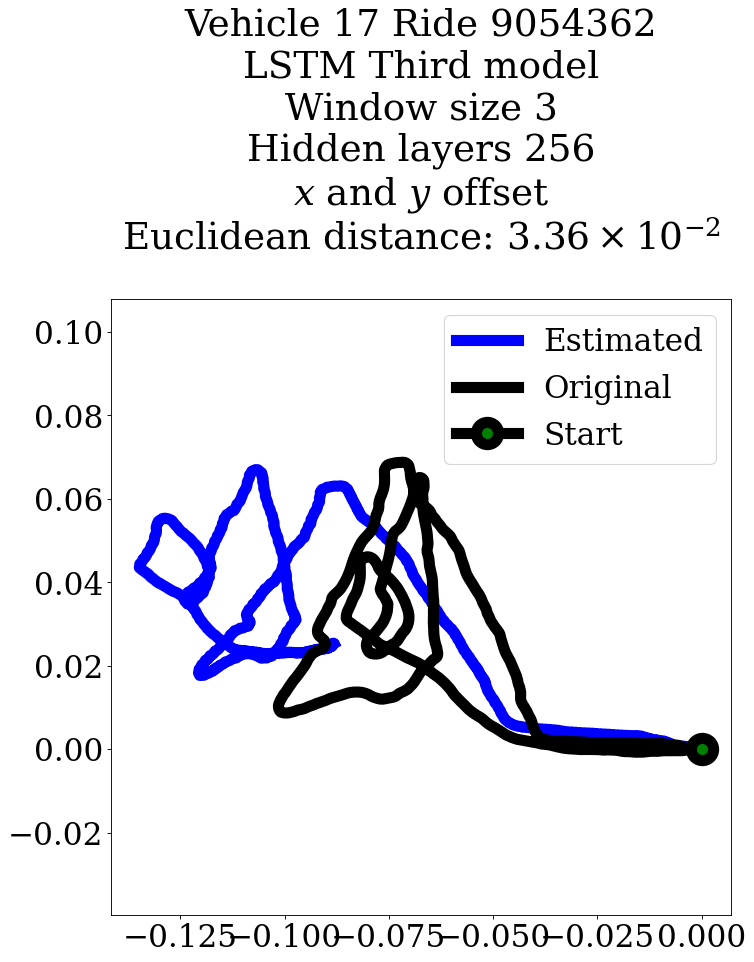 Vehicle 17 Ride 9054362
LSTM Third model
Window size 3
Hidden layers 256
x and y offset
Euclidean distance: 3.36 × 10⁻²
Estimated
Original
Start
0.10
0.08
0.06
0.04
0.02
0.00
−0.02
−0.125 −0.100 −0.075 −0.050 −0.025 0.000